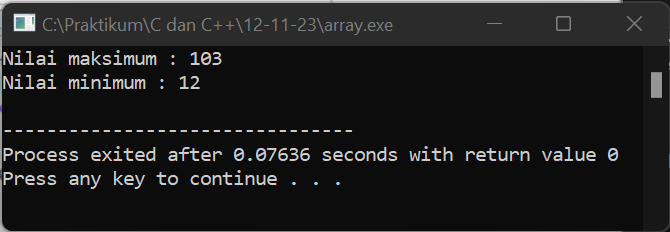 C:\Praktikum\C dan C++\12-11-23\array.exe
Nilai maksimum : 103
Nilai minimum : 12
--------------------------------
Process exited after 0.07636 seconds with return value 0
Press any key to continue . . .